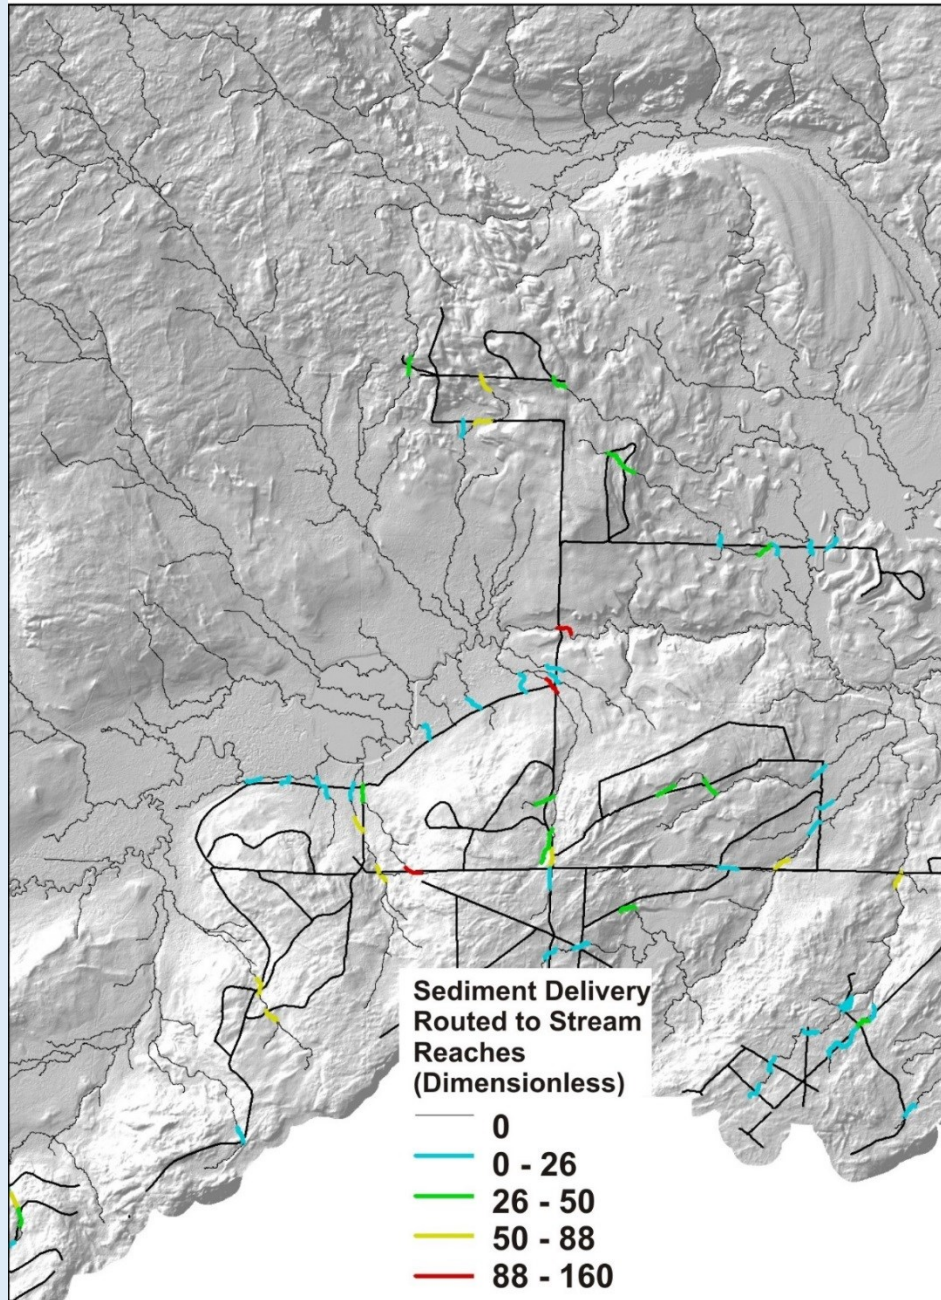 Sediment Delivery
Routed to Stream
Reaches
(Dimensionless)
0
0 - 26
26 - 50
50 - 88
88 - 160